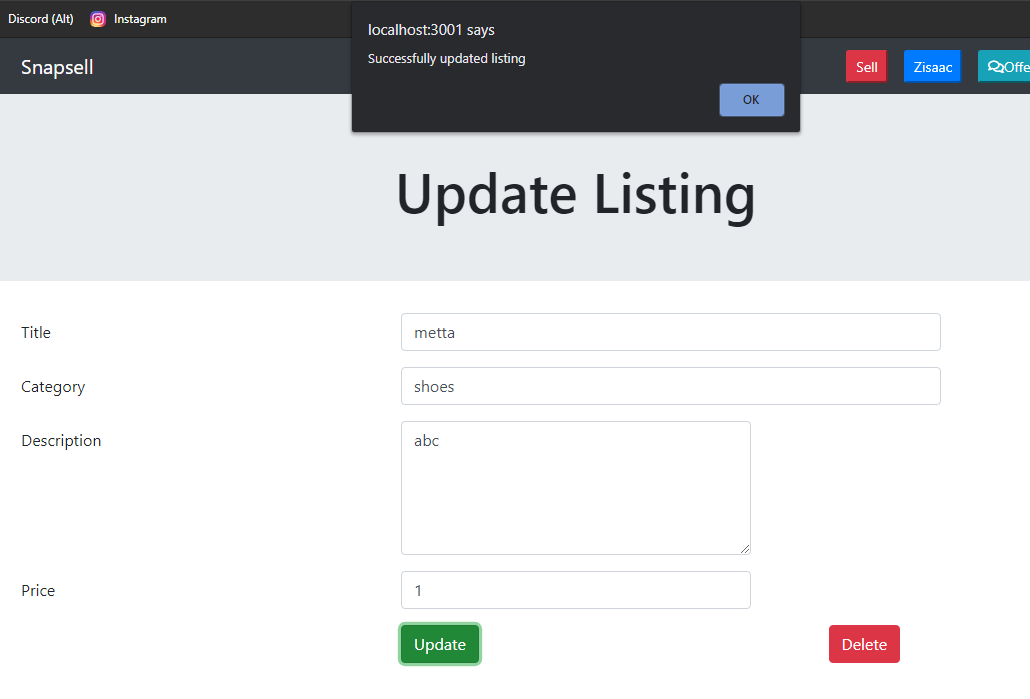 Discord (Alt) Instagram
localhost:3001 says
Successfully updated listing
OK
Snapsell Sell Zisaac Offe
Update Listing
Title metta
Category shoes
Description abc
Price 1
Update Delete